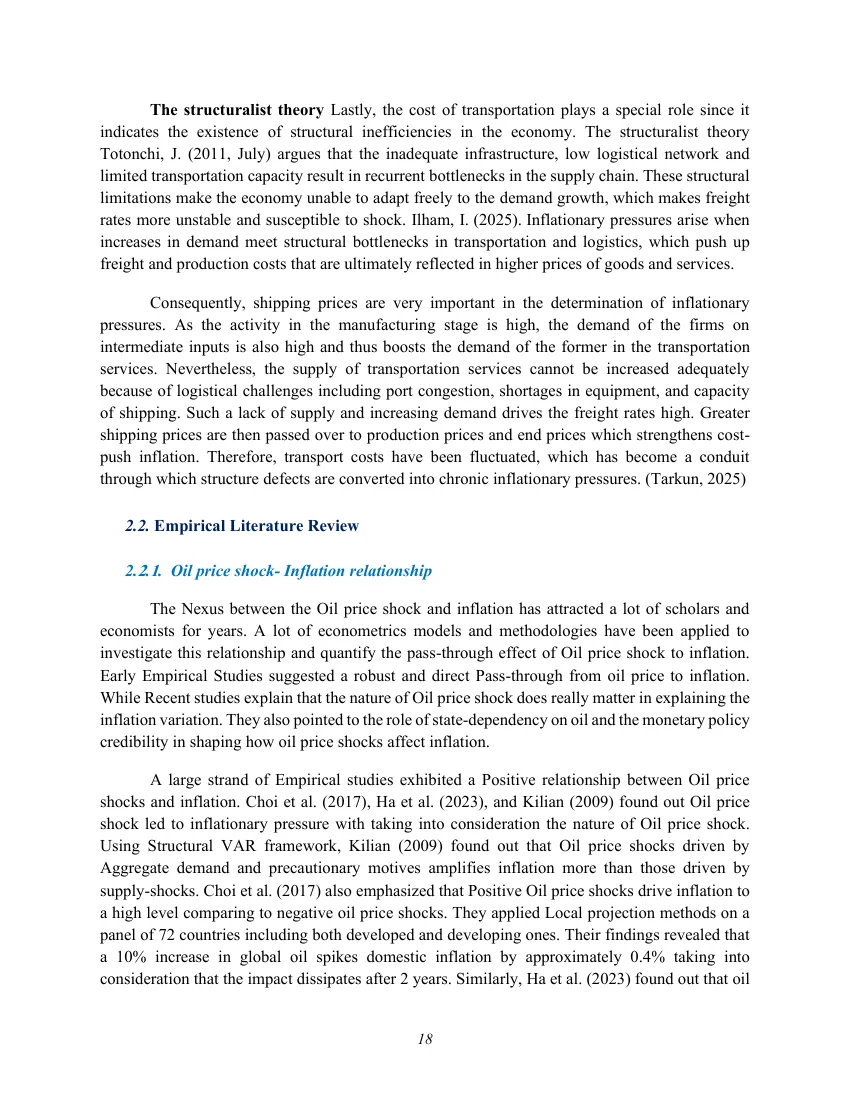 The structuralist theory Lastly, the cost of transportation plays a special role since it
indicates the existence of structural inefficiencies in the economy. The structuralist theory
Totonchi, J. (2011, July) argues that the inadequate infrastructure, low logistical network and
limited transportation capacity result in recurrent bottlenecks in the supply chain. These structural
limitations make the economy unable to adapt freely to the demand growth, which makes freight
rates more unstable and susceptible to shock. Ilham, I. (2025). Inflationary pressures arise when
increases in demand meet structural bottlenecks in transportation and logistics, which push up
freight and production costs that are ultimately reflected in higher prices of goods and services.
Consequently, shipping prices are very important in the determination of inflationary
pressures. As the activity in the manufacturing stage is high, the demand of the firms on
intermediate inputs is also high and thus boosts the demand of the former in the transportation
services. Nevertheless, the supply of transportation services cannot be increased adequately
because of logistical challenges including port congestion, shortages in equipment, and capacity
of shipping. Such a lack of supply and increasing demand drives the freight rates high. Greater
shipping prices are then passed over to production prices and end prices which strengthens cost-
push inflation. Therefore, transport costs have been fluctuated, which has become a conduit
through which structure defects are converted into chronic inflationary pressures. (Tarkun, 2025)
2.2. Empirical Literature Review
2.2.1. Oil price shock- Inflation relationship
The Nexus between the Oil price shock and inflation has attracted a lot of scholars and
economists for years. A lot of econometrics models and methodologies have been applied to
investigate this relationship and quantify the pass-through effect of Oil price shock to inflation.
Early Empirical Studies suggested a robust and direct Pass-through from oil price to inflation.
While Recent studies explain that the nature of Oil price shock does really matter in explaining the
inflation variation. They also pointed to the role of state-dependency on oil and the monetary policy
credibility in shaping how oil price shocks affect inflation.
A large strand of Empirical studies exhibited a Positive relationship between Oil price
shocks and inflation. Choi et al. (2017), Ha et al. (2023), and Kilian (2009) found out Oil price
shock led to inflationary pressure with taking into consideration the nature of Oil price shock.
Using Structural VAR framework, Kilian (2009) found out that Oil price shocks driven by
Aggregate demand and precautionary motives amplifies inflation more than those driven by
supply-shocks. Choi et al. (2017) also emphasized that Positive Oil price shocks drive inflation to
a high level comparing to negative oil price shocks. They applied Local projection methods on a
panel of 72 countries including both developed and developing ones. Their findings revealed that
a 10% increase in global oil spikes domestic inflation by approximately 0.4% taking into
consideration that the impact dissipates after 2 years. Similarly, Ha et al. (2023) found out that oil
18